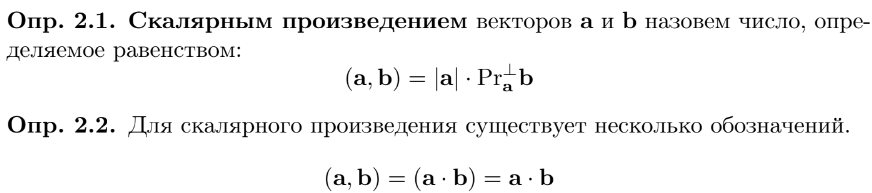 Опр. 2.1. Скалярным произведением векторов a и b назовем число, опре-
деляемое равенством:
(a, b) = |a| · Pr⊥ₐb
Опр. 2.2. Для скалярного произведения существует несколько обозначений.
(a, b) = (a · b) = a · b